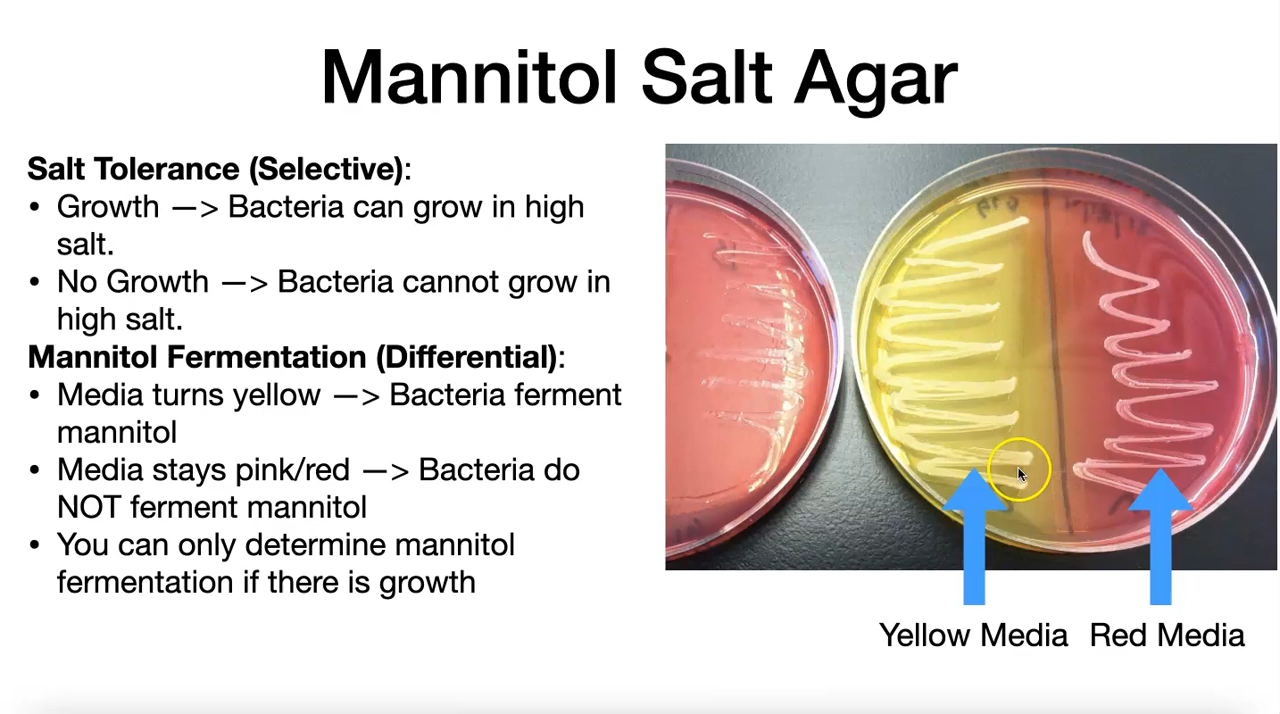 Mannitol Salt Agar
Salt Tolerance (Selective):
• Growth —> Bacteria can grow in high
salt.
• No Growth —> Bacteria cannot grow in
high salt.
Mannitol Fermentation (Differential):
• Media turns yellow —> Bacteria ferment
mannitol
• Media stays pink/red —> Bacteria do
NOT ferment mannitol
• You can only determine mannitol
fermentation if there is growth
Yellow Media
Red Media